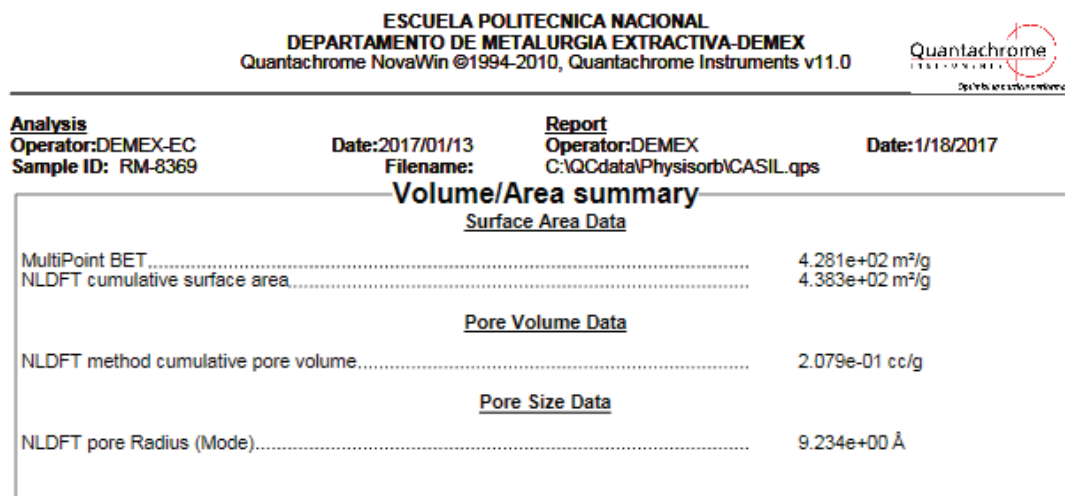 ESCUELA POLITECNICA NACIONAL
DEPARTAMENTO DE METALURGIA EXTRACTIVA-DEMEX
Quantachrome NovaWin ©1994-2010, Quantachrome Instruments v11.0
Quantachrome
INSTRUMENTS
Analysis Report
Operator:DEMEX-EC Date:2017/01/13 Operator:DEMEX Date:1/18/2017
Sample ID: RM-8369 Filename: C:\QCdata\Physisorb\CASIL.qps
Volume/Area summary
Surface Area Data
MultiPoint BET 4.281e+02 m²/g
NLDFT cumulative surface area 4.383e+02 m²/g
Pore Volume Data
NLDFT method cumulative pore volume 2.079e-01 cc/g
Pore Size Data
NLDFT pore Radius (Mode) 9.234e+00 Å